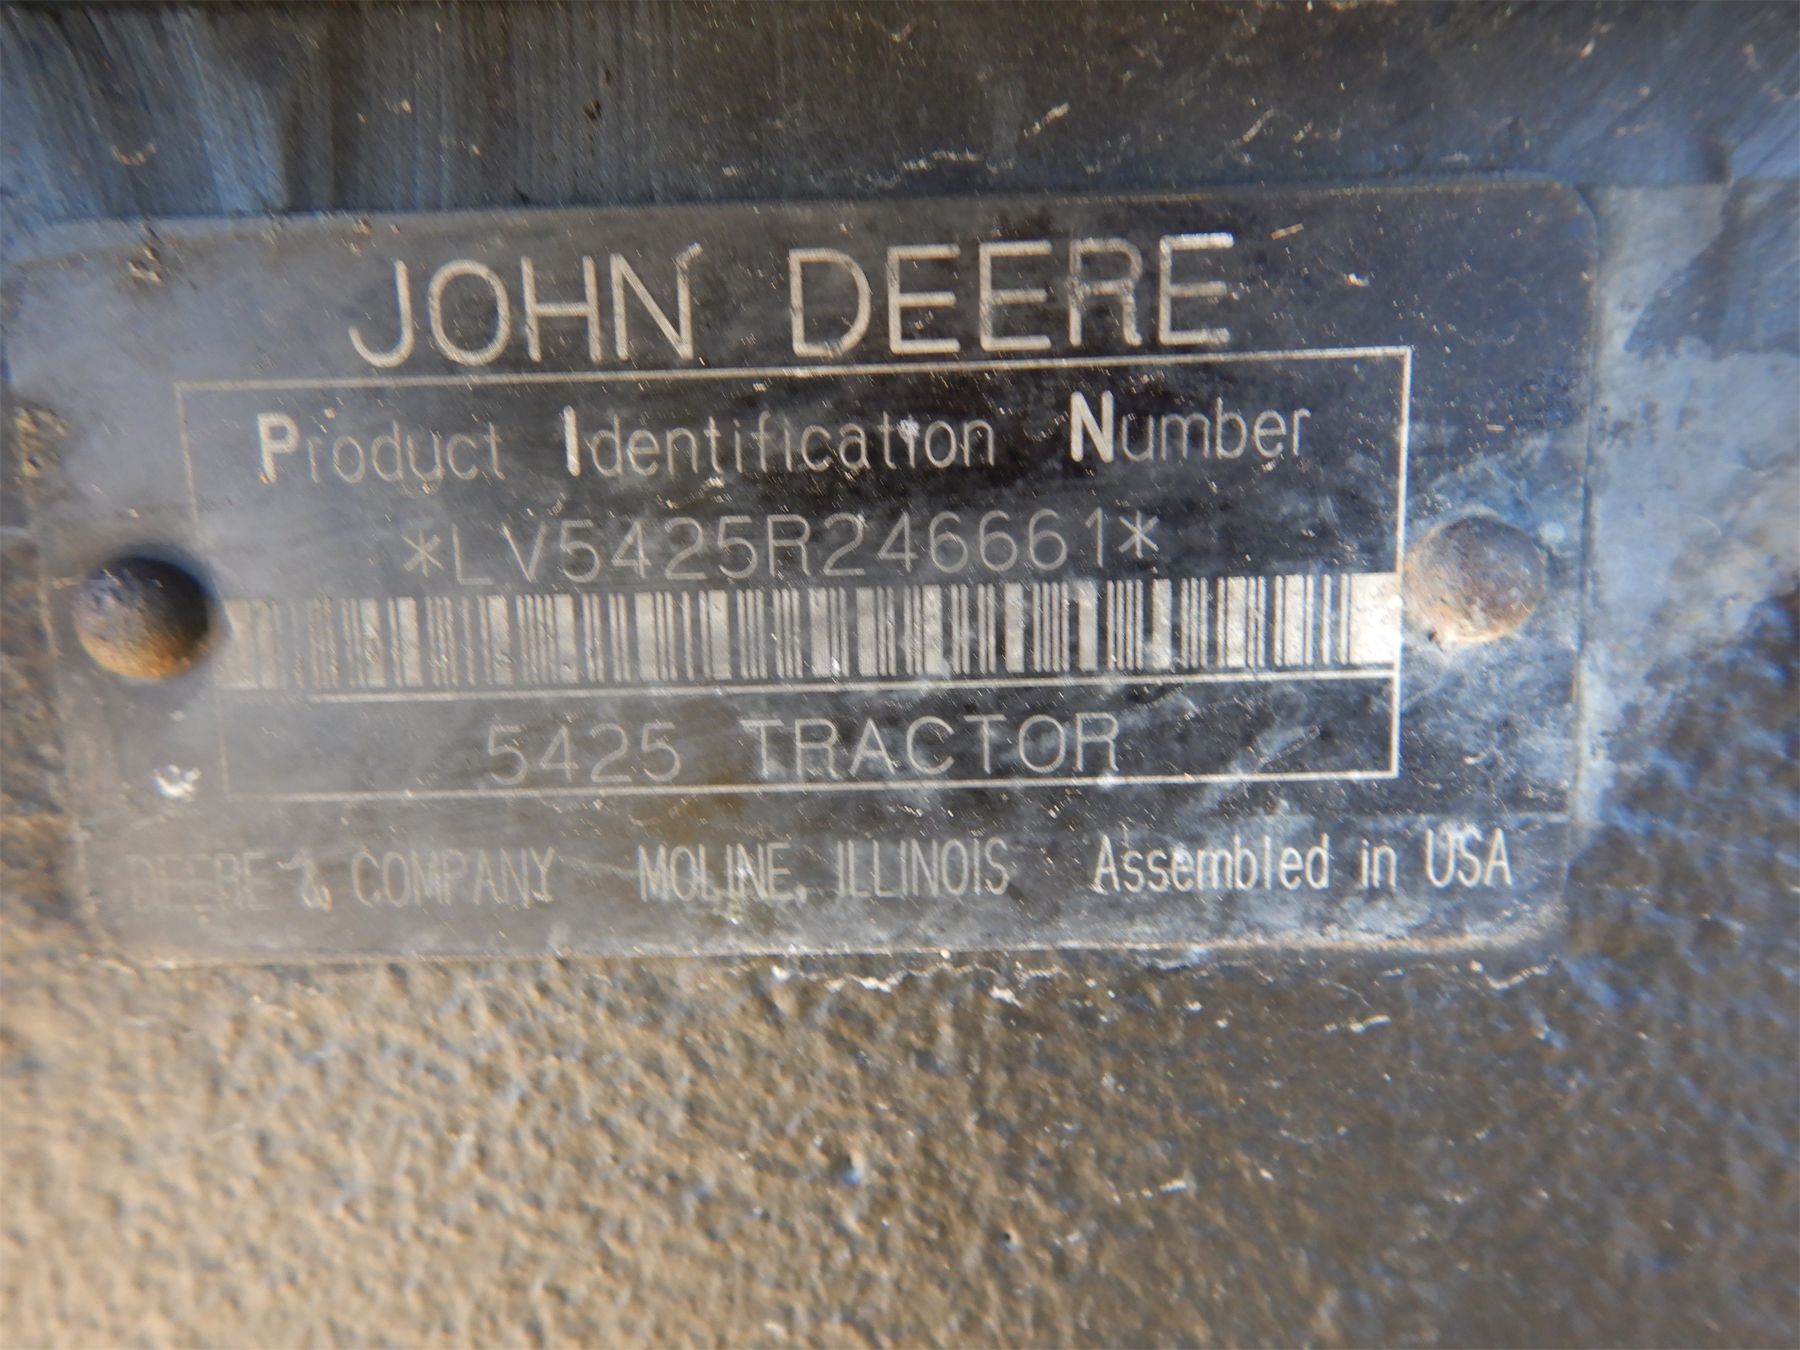 JOHN DEERE
Product Identification Number
*LV5425R246661*
5425 TRACTOR
DEERE & COMPANY MOLINE, ILLINOIS Assembled in USA